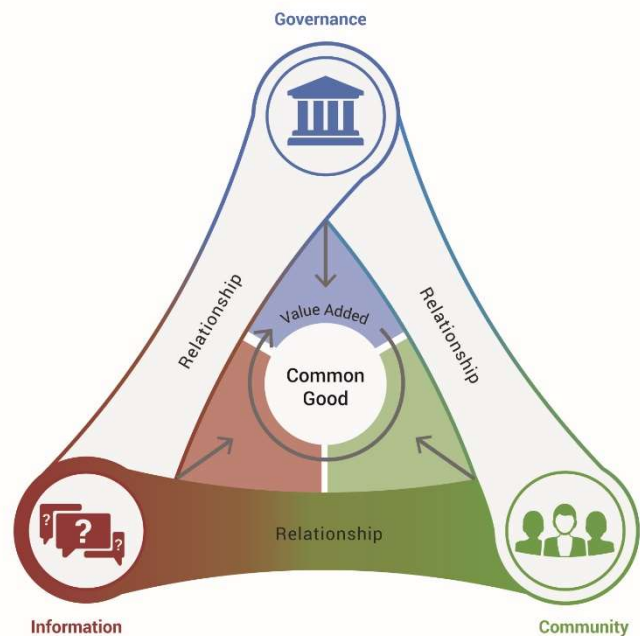 Governance
Relationship
Relationship
Value Added
Common
Good
?
?
?
Relationship
Information
Community